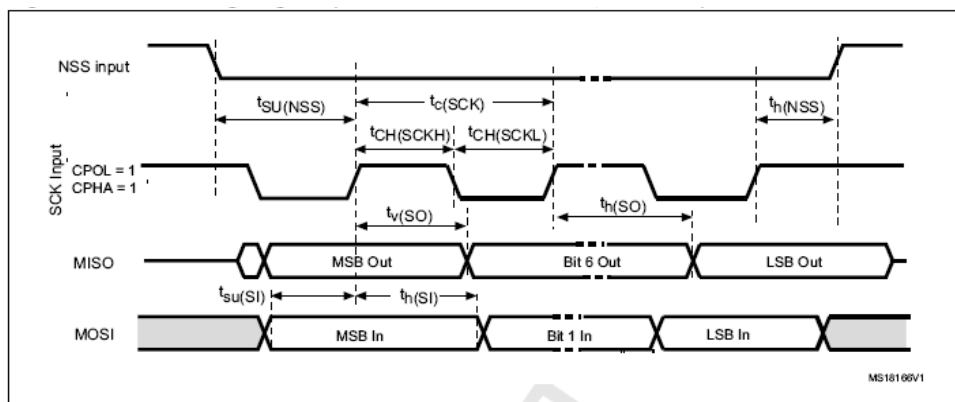 NSS input
tSU(NSS)
tc(SCK)
th(NSS)
tCH(SCKH)
tCH(SCKL)
SCK Input
CPOL = 1
CPHA = 1
tv(SO)
th(SO)
MISO
MSB Out
Bit 6 Out
LSB Out
tsu(SI)
th(SI)
MOSI
MSB In
Bit 1 In
LSB In
MS18166V1